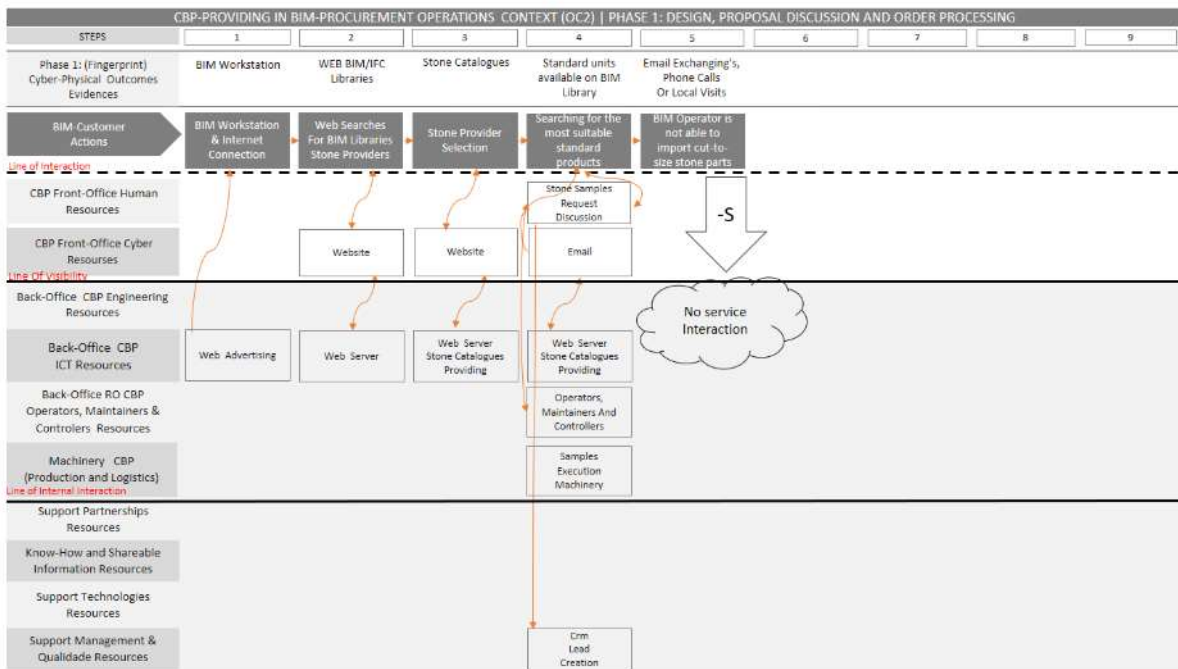 CBP-PROVIDING IN BIM-PROCUREMENT OPERATIONS CONTEXT (OC2) | PHASE 1: DESIGN, PROPOSAL DISCUSSION AND ORDER PROCESSING
STEPS 1 2 3 4 5 6 7 8 9
Phase 1: (Fingerprint)
Cyber-Physical Outcomes
Evidences
BIM Workstation
WEB BIM/IFC
Libraries
Stone Catalogues
Standard units
available on BIM
Library
Email Exchanging's,
Phone Calls
Or Local Visits
BIM-Customer
Actions
BIM Workstation
& Internet
Connection
Web Searches
For BIM Libraries
Stone Providers
Stone Provider
Selection
Searching for the
most suitable
standard
products
BIM Operator is
not able to
import cut-to-
size stone parts
Line of Interaction
CBP Front-Office Human
Resources
Stone Samples
Request
Discussion
-S
CBP Front-Office Cyber
Resourses
Website
Website
Email
Line Of Visibility
Back-Office CBP Engineering
Resources
No service
Interaction
Back-Office CBP
ICT Resources
Web Advertising
Web Server
Web Server
Stone Catalogues
Providing
Web Server
Stone Catalogues
Providing
Back-Office RO CBP
Operators, Maintainers &
Controlers Resources
Operators,
Maintainers And
Controllers
Machinery CBP
(Production and Logistics)
Samples
Execution
Machinery
Line of Internal Interaction
Support Partnerships
Resources
Know-How and Shareable
Information Resources
Support Technologies
Resources
Support Management &
Qualidade Resources
Crm
Lead
Creation